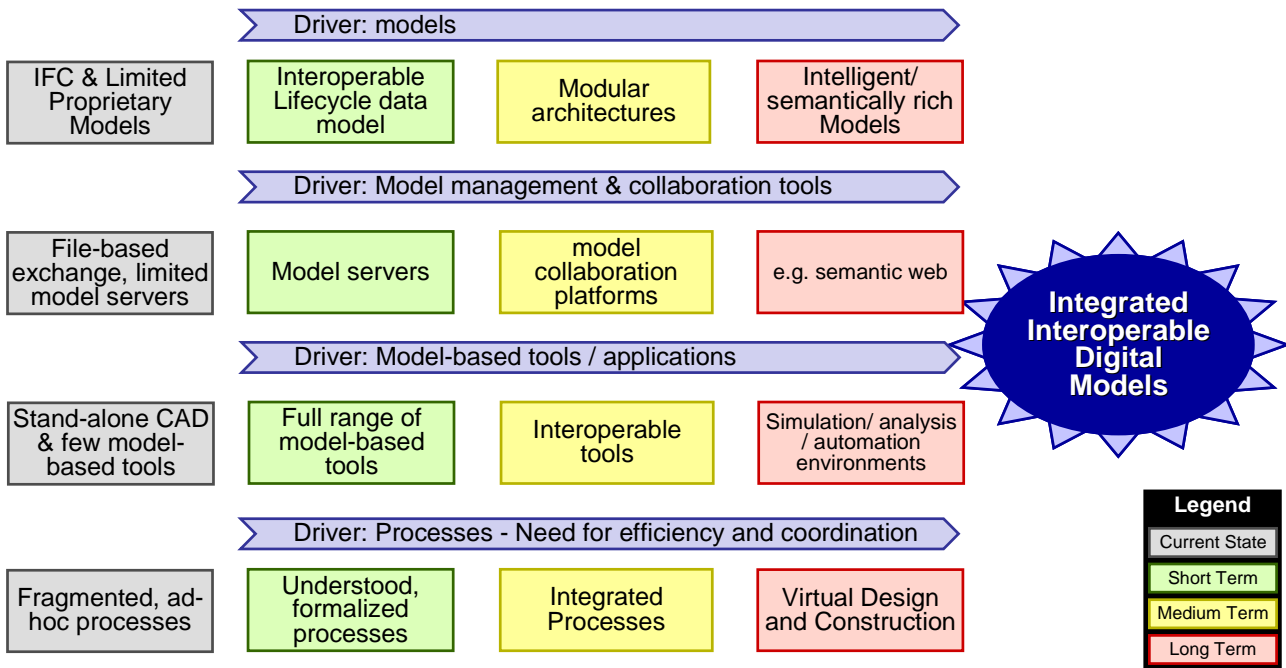 Driver: models
IFC & Limited
Proprietary
Models
Interoperable
Lifecycle data
model
Modular
architectures
Intelligent/
semantically rich
Models
Driver: Model management & collaboration tools
File-based
exchange, limited
model servers
Model servers
model
collaboration
platforms
e.g. semantic web
Integrated
Interoperable
Digital
Models
Driver: Model-based tools / applications
Stand-alone CAD
& few model-
based tools
Full range of
model-based
tools
Interoperable
tools
Simulation/ analysis
/ automation
environments
Driver: Processes - Need for efficiency and coordination
Fragmented, ad-
hoc processes
Understood,
formalized
processes
Integrated
Processes
Virtual Design
and Construction
Legend
Current State
Short Term
Medium Term
Long Term